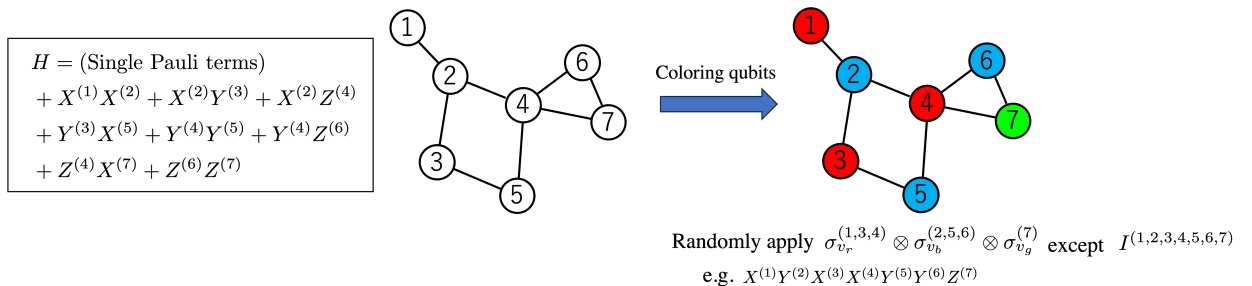 H = (Single Pauli terms)
+ X^{(1)}X^{(2)} + X^{(2)}Y^{(3)} + X^{(2)}Z^{(4)}
+ Y^{(3)}X^{(5)} + Y^{(4)}Y^{(5)} + Y^{(4)}Z^{(6)}
+ Z^{(4)}X^{(7)} + Z^{(6)}Z^{(7)}
1
2
3
4
5
6
7
Coloring qubits
1
2
3
4
5
6
7
Randomly apply σ_{v_r}^{(1,3,4)} ⊗ σ_{v_b}^{(2,5,6)} ⊗ σ_{v_g}^{(7)} except I^{(1,2,3,4,5,6,7)}
e.g. X^{(1)}Y^{(2)}X^{(3)}X^{(4)}Y^{(5)}Y^{(6)}Z^{(7)}